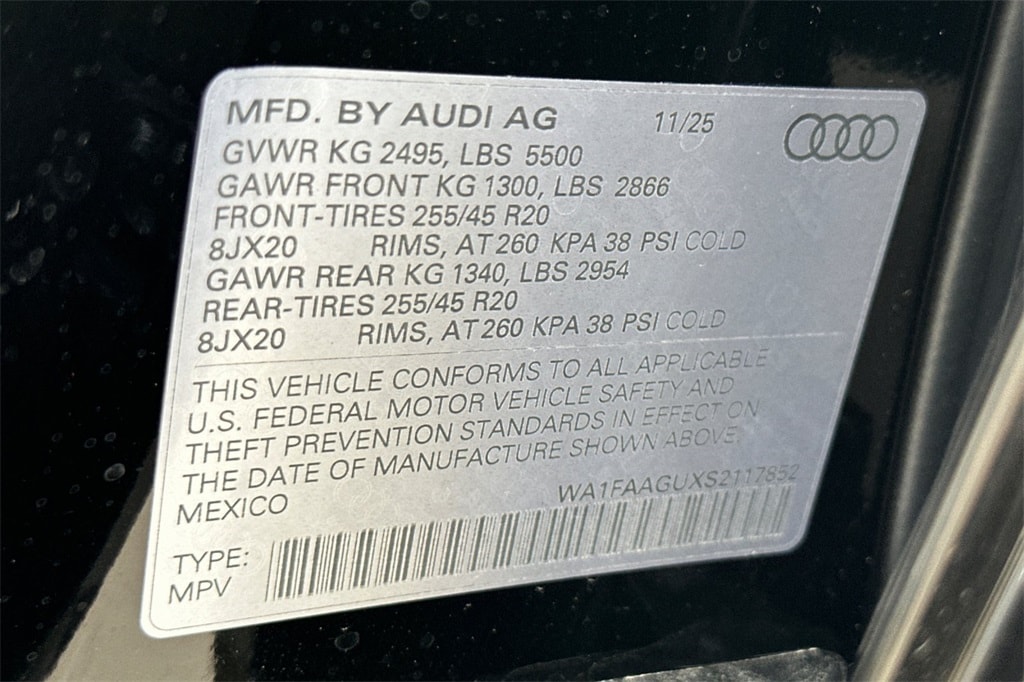 MFD. BY AUDI AG 11/25
GVWR KG 2495, LBS 5500
GAWR FRONT KG 1300, LBS 2866
FRONT-TIRES 255/45 R20
8JX20 RIMS, AT 260 KPA 38 PSI COLD
GAWR REAR KG 1340, LBS 2954
REAR-TIRES 255/45 R20
8JX20 RIMS, AT 260 KPA 38 PSI COLD
THIS VEHICLE CONFORMS TO ALL APPLICABLE
U.S. FEDERAL MOTOR VEHICLE SAFETY AND
THEFT PREVENTION STANDARDS IN EFFECT ON
THE DATE OF MANUFACTURE SHOWN ABOVE.
MEXICO WA1FAAGUXS2117852
TYPE:
MPV